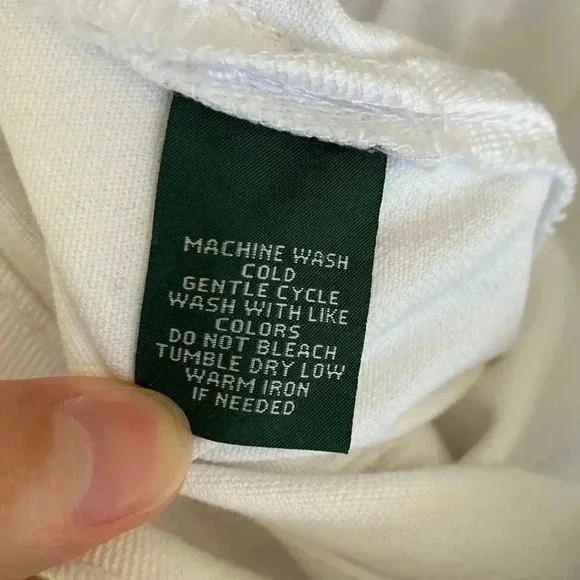 MACHINE WASH
COLD
GENTLE CYCLE
WASH WITH LIKE
COLORS
DO NOT BLEACH
TUMBLE DRY LOW
WARM IRON
IF NEEDED